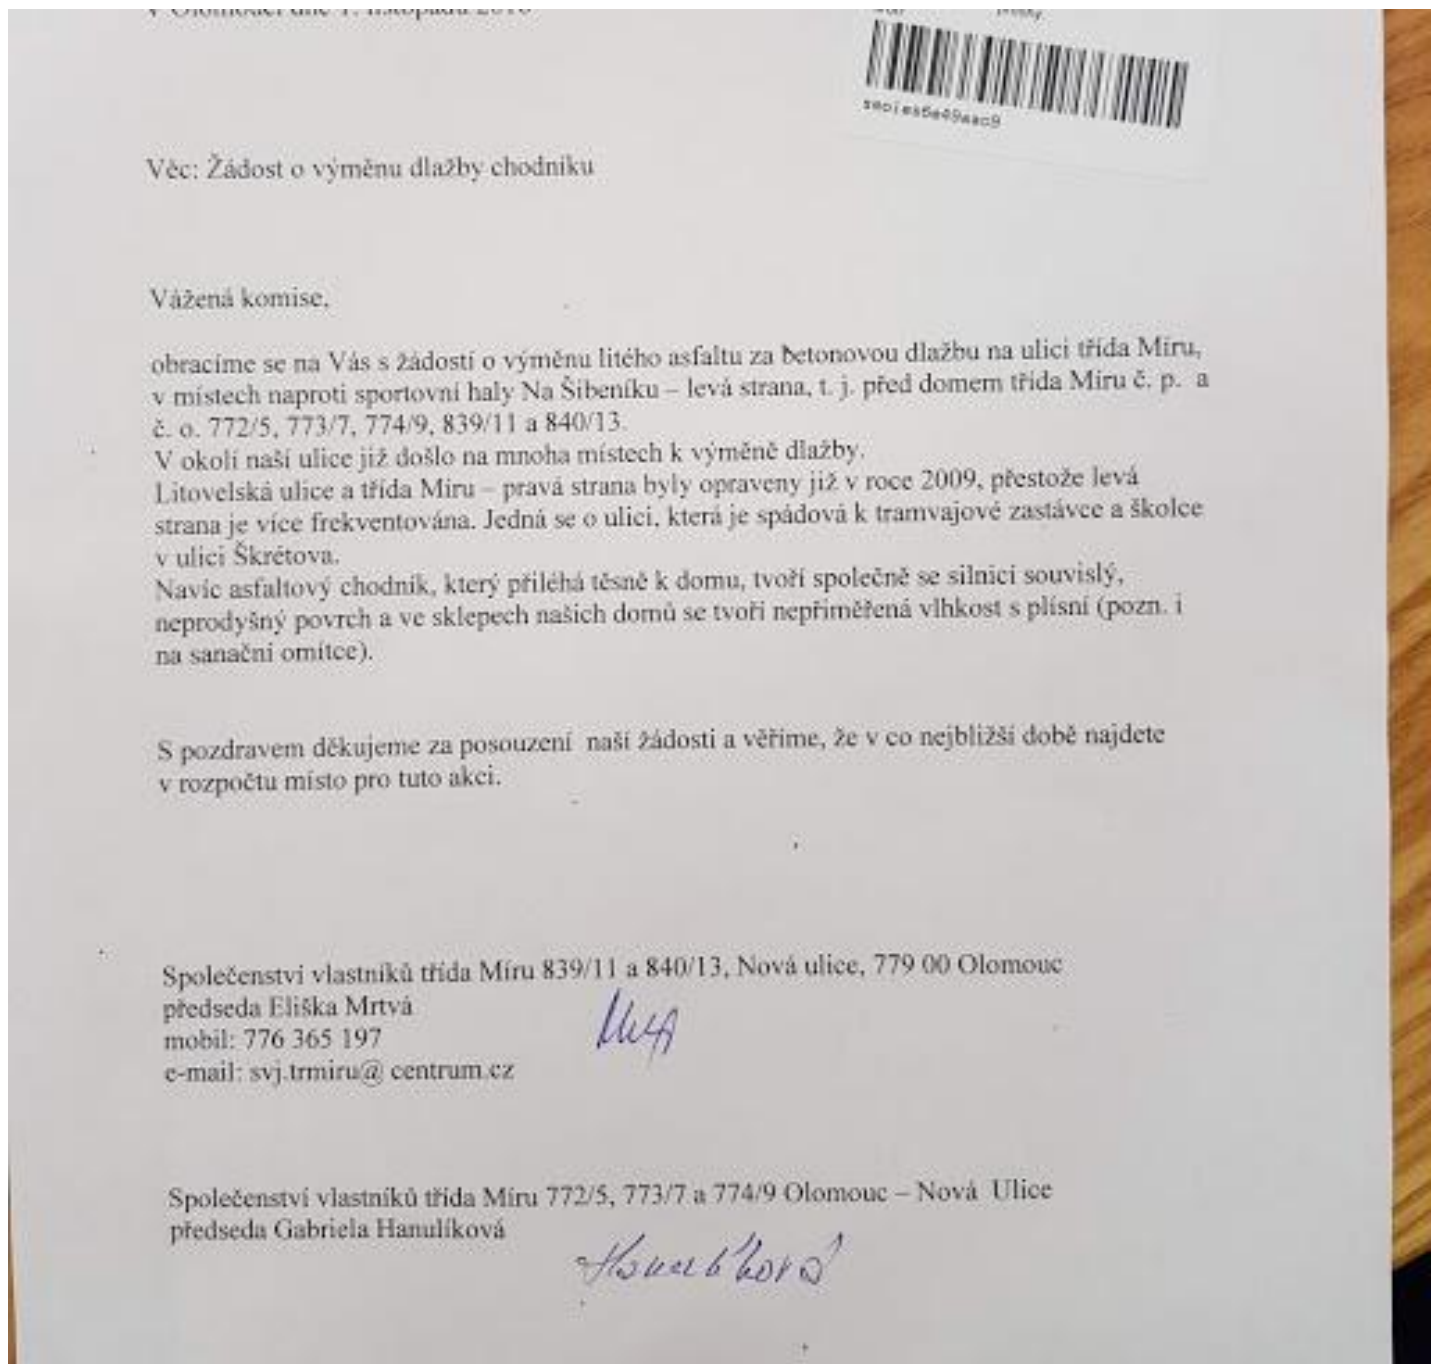 V Olomouci dne 1. listopadu
smoles5e49aac9
Věc: Žádost o výměnu dlažby chodníku
Vážená komise,
obracíme se na Vás s žádostí o výměnu litého asfaltu za betonovou dlažbu na ulici třída Míru,
v místech naproti sportovní haly Na Šibeníku – levá strana, t. j. před domem třída Míru č. p. a
č. o. 772/5, 773/7, 774/9, 839/11 a 840/13.
V okolí naší ulice již došlo na mnoha místech k výměně dlažby.
Litovelská ulice a třída Míru – pravá strana byly opraveny již v roce 2009, přestože levá
strana je více frekventována. Jedná se o ulici, která je spádová k tramvajové zastávce a školce
v ulici Škrétova.
Navíc asfaltový chodník, který přiléhá těsně k domu, tvoří společně se silnicí souvislý,
neprodyšný povrch a ve sklepech našich domů se tvoří nepřiměřená vlhkost s plísní (pozn. i
na sanační omítce).
S pozdravem děkujeme za posouzení naší žádosti a věříme, že v co nejbližší době najdete
v rozpočtu místo pro tuto akci.
Společenství vlastníků třída Míru 839/11 a 840/13, Nová ulice, 779 00 Olomouc
předseda Eliška Mrtvá
mobil: 776 365 197
e-mail: svj.trmiru@ centrum.cz
Společenství vlastníků třída Míru 772/5, 773/7 a 774/9 Olomouc – Nová Ulice
předseda Gabriela Hanulíková
Hanulíková